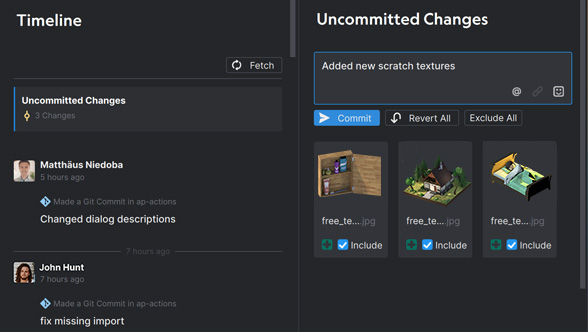 Timeline
Fetch
Uncommitted Changes
3 Changes
Matthäus Niedoba
5 hours ago
Made a Git Commit in ap-actions
Changed dialog descriptions
7 hours ago
John Hunt
7 hours ago
Made a Git Commit in ap-actions
fix missing import
Uncommitted Changes
Added new scratch textures
@
Commit
Revert All
Exclude All
free_te... .jpg
free_te... .jpg
free_te... .jpg
Include
Include
Include